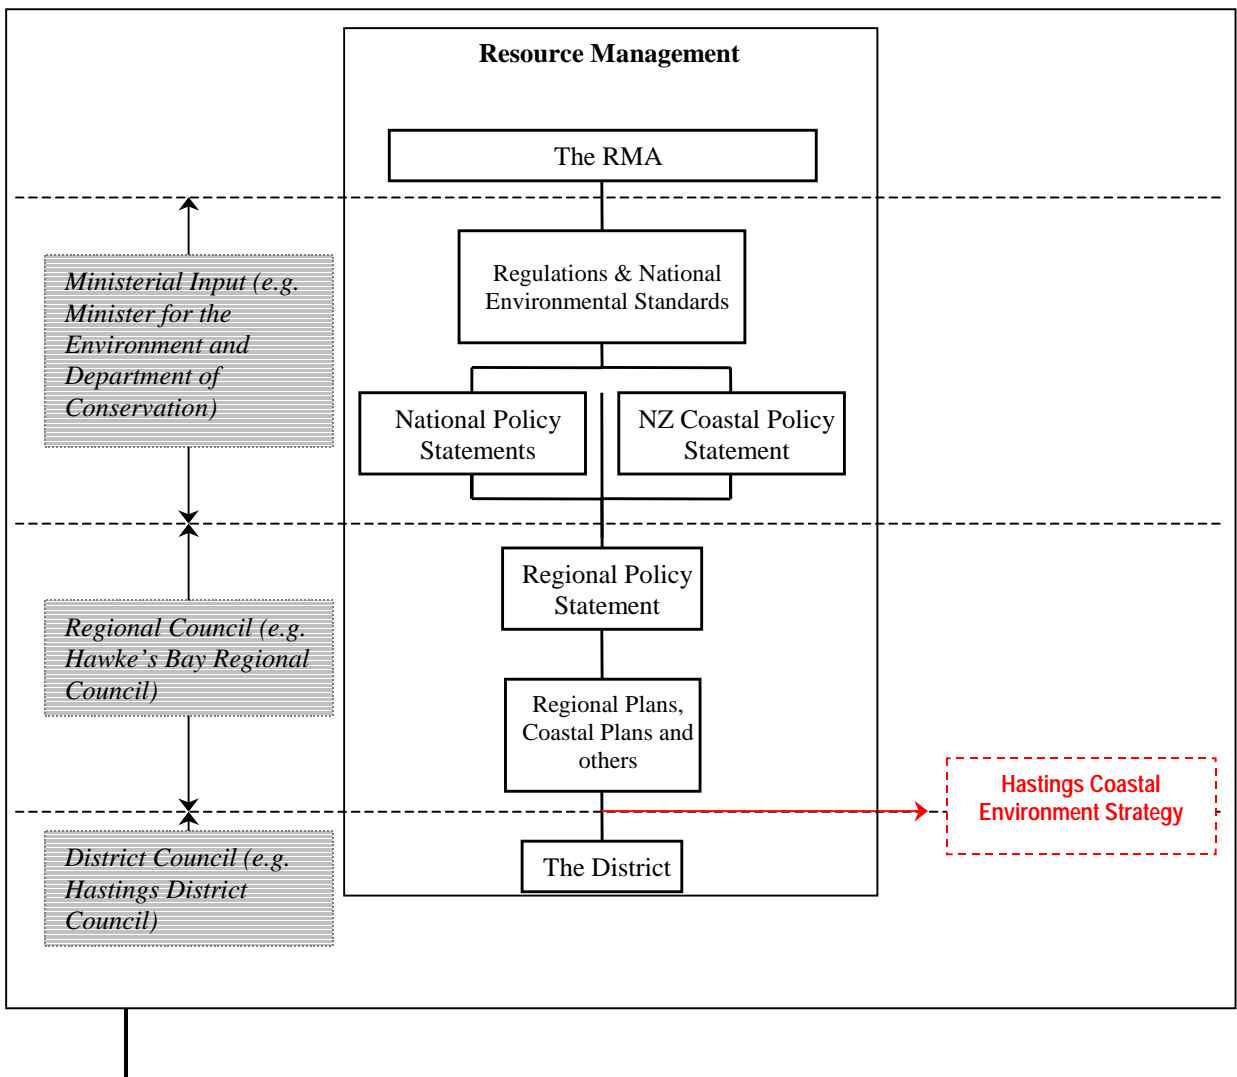 Resource Management
The RMA
Ministerial Input (e.g.
Minister for the
Environment and
Department of
Conservation)
Regulations & National
Environmental Standards
National Policy
Statements
NZ Coastal Policy
Statement
Regional Council (e.g.
Hawke's Bay Regional
Council)
Regional Policy
Statement
Regional Plans,
Coastal Plans and
others
Hastings Coastal
Environment Strategy
District Council (e.g.
Hastings District
Council)
The District